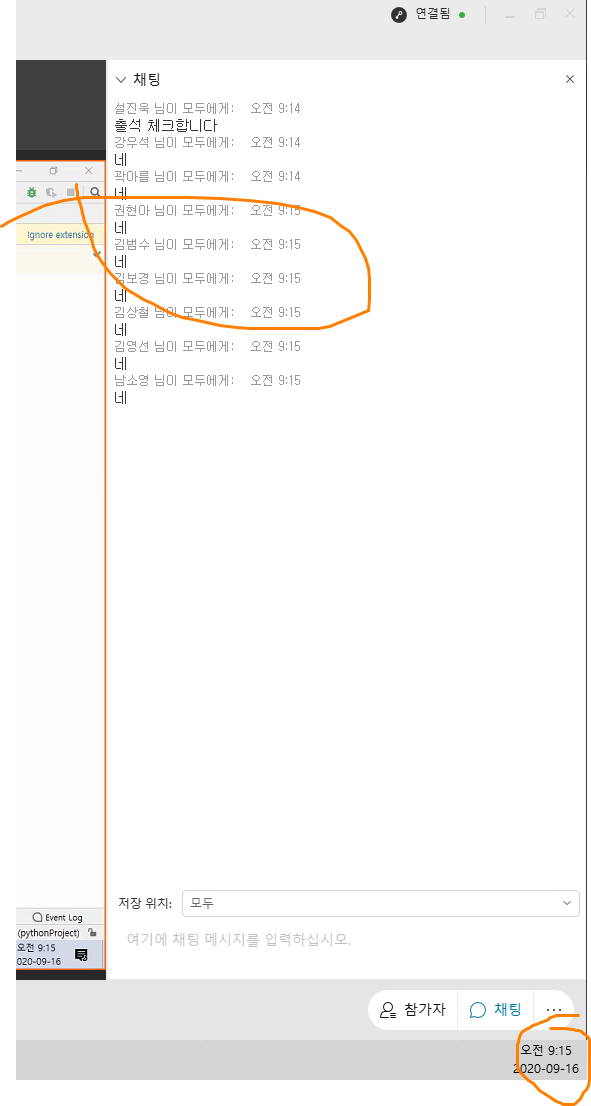 연결됨
채팅
설진욱 님이 모두에게: 오전 9:14
출석 체크합니다
강우석 님이 모두에게: 오전 9:14
네
곽아름 님이 모두에게: 오전 9:14
네
권현아 님이 모두에게: 오전 9:15
네
김범수 님이 모두에게: 오전 9:15
네
김보경 님이 모두에게: 오전 9:15
네
김상철 님이 모두에게: 오전 9:15
네
김영선 님이 모두에게: 오전 9:15
네
남소영 님이 모두에게: 오전 9:15
네
Ignore extension
Event Log
(pythonProject)
오전 9:15
020-09-16
저장 위치: 모두
여기에 채팅 메시지를 입력하십시오.
참가자 채팅 ...
오전 9:15
2020-09-16